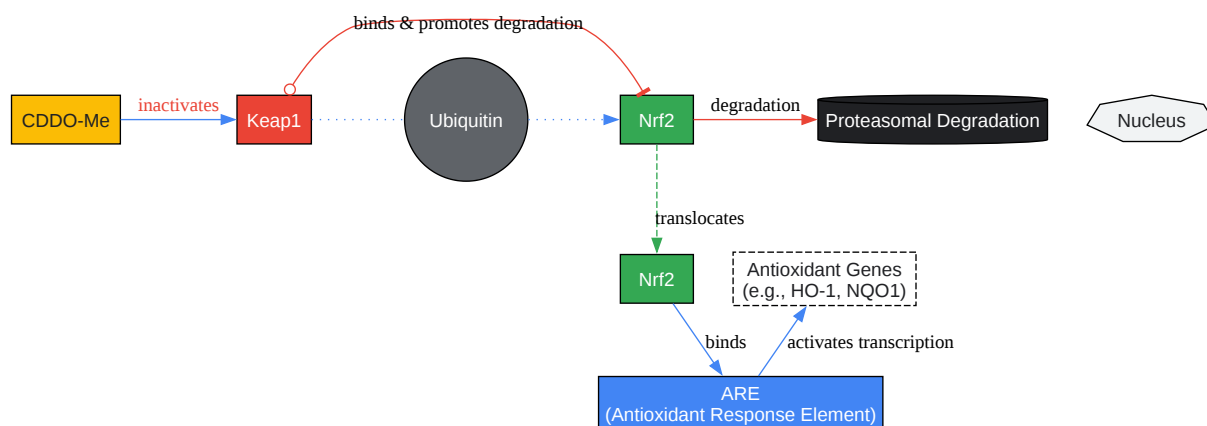 binds & promotes degradation
CDDO-Me
inactivates
Keap1
Ubiquitin
Nrf2
degradation
Proteasomal Degradation
Nucleus
translocates
Nrf2
Antioxidant Genes
(e.g., HO-1, NQO1)
binds
activates transcription
ARE
(Antioxidant Response Element)